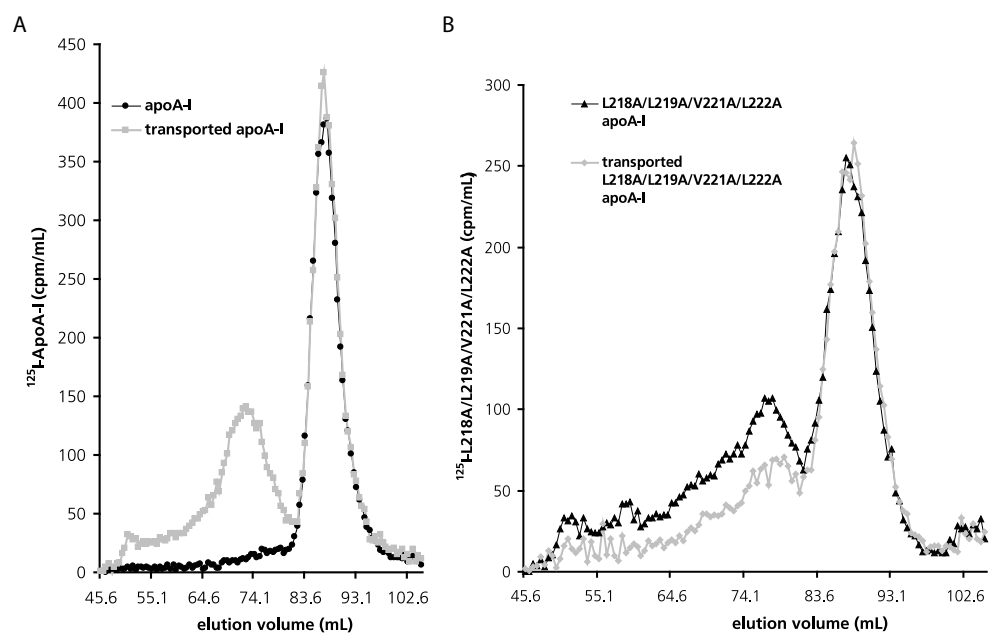 A
450
400
350
300
250
200
150
100
50
0
¹²⁵I-ApoA-I (cpm/mL)
apoA-I
transported apoA-I
45.6 55.1 64.6 74.1 83.6 93.1 102.6
elution volume (mL)
B
300
250
200
150
100
50
0
¹²⁵I-L218A/L219A/V221A/L222A (cpm/mL)
L218A/L219A/V221A/L222A
apoA-I
transported
L218A/L219A/V221A/L222A
apoA-I
45.6 55.1 64.6 74.1 83.6 93.1 102.6
elution volume (mL)